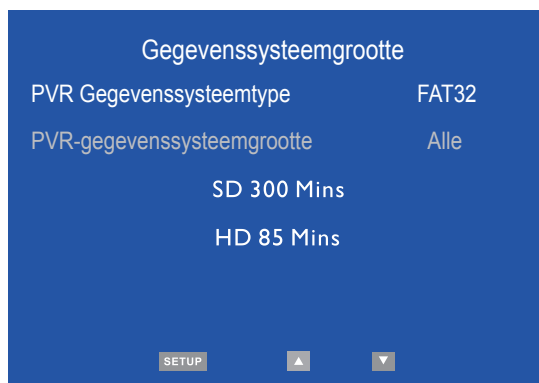 Gegevenssysteemgrootte
PVR Gegevenssysteemtype FAT32
PVR-gegevenssysteemgrootte Alle
SD 300 Mins
HD 85 Mins
SETUP